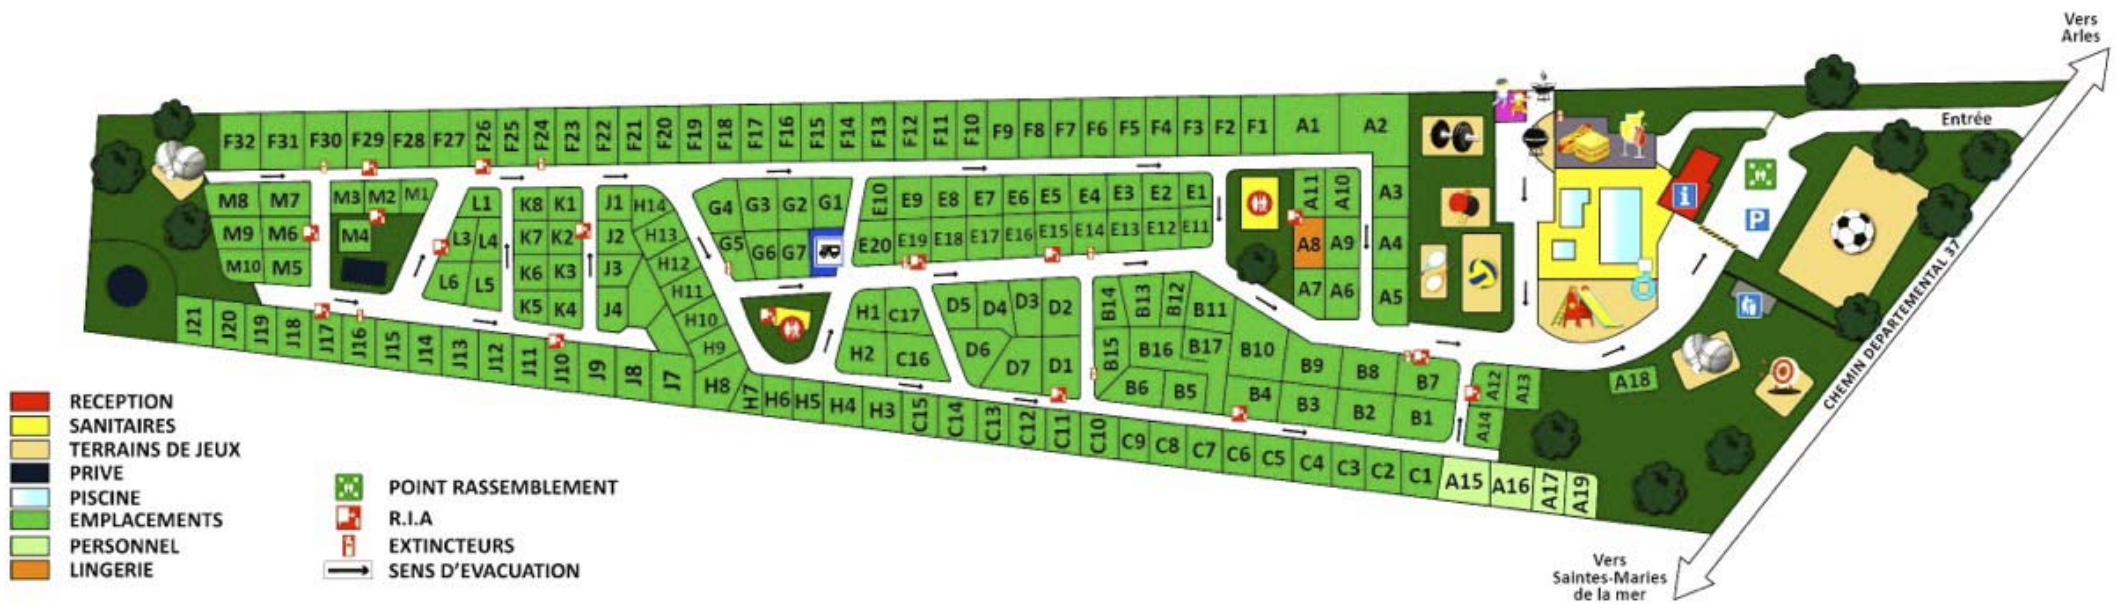 Vers
Arles
Entrée
F32 F31 F30 F29 F28 F27 F26 F25 F24 F23 F22 F21 F20 F19 F18 F17 F16 F15 F14 F13 F12 F11 F10 F9 F8 F7 F6 F5 F4 F3 F2 F1 A1 A2
M8 M7 M3 M2 M1 L1 K8 K1 J1 H14 G4 G3 G2 G1 E10 E9 E8 E7 E6 E5 E4 E3 E2 E1 A11 A10 A3
M9 M6 M4 L3 L4 K7 K2 J2 H13 G5 G6 G7 E20 E19 E18 E17 E16 E15 E14 E13 E12 E11 A8 A9 A4
i
P
M10 M5 L6 L5 K6 K3 J3 H12 A7 A6 A5
K5 K4 J4 H11 H1 C17 D5 D4 D3 D2 B14 B13 B12 B11
J21 J20 J19 J18 J17 J16 J15 J14 J13 J12 J11 J10 J9 J8 J7 H10 H9 H8 H7 H2 C16 D6 D7 D1 B15 B16 B17 B10 B9 B8 B7 A12 A13 A18
B6 B5 B4 B3 B2 B1 A14
H6 H5 H4 H3 C15 C14 C13 C12 C11 C10 C9 C8 C7 C6 C5 C4 C3 C2 C1 A15 A16 A17 A19
CHEMIN DEPARTEMENTAL 37
RECEPTION
SANITAIRES
TERRAINS DE JEUX
PRIVE
PISCINE
EMPLACEMENTS
PERSONNEL
LINGERIE
POINT RASSEMBLEMENT
R.I.A
EXTINCTEURS
SENS D'EVACUATION
Vers
Saintes-Maries
de la mer